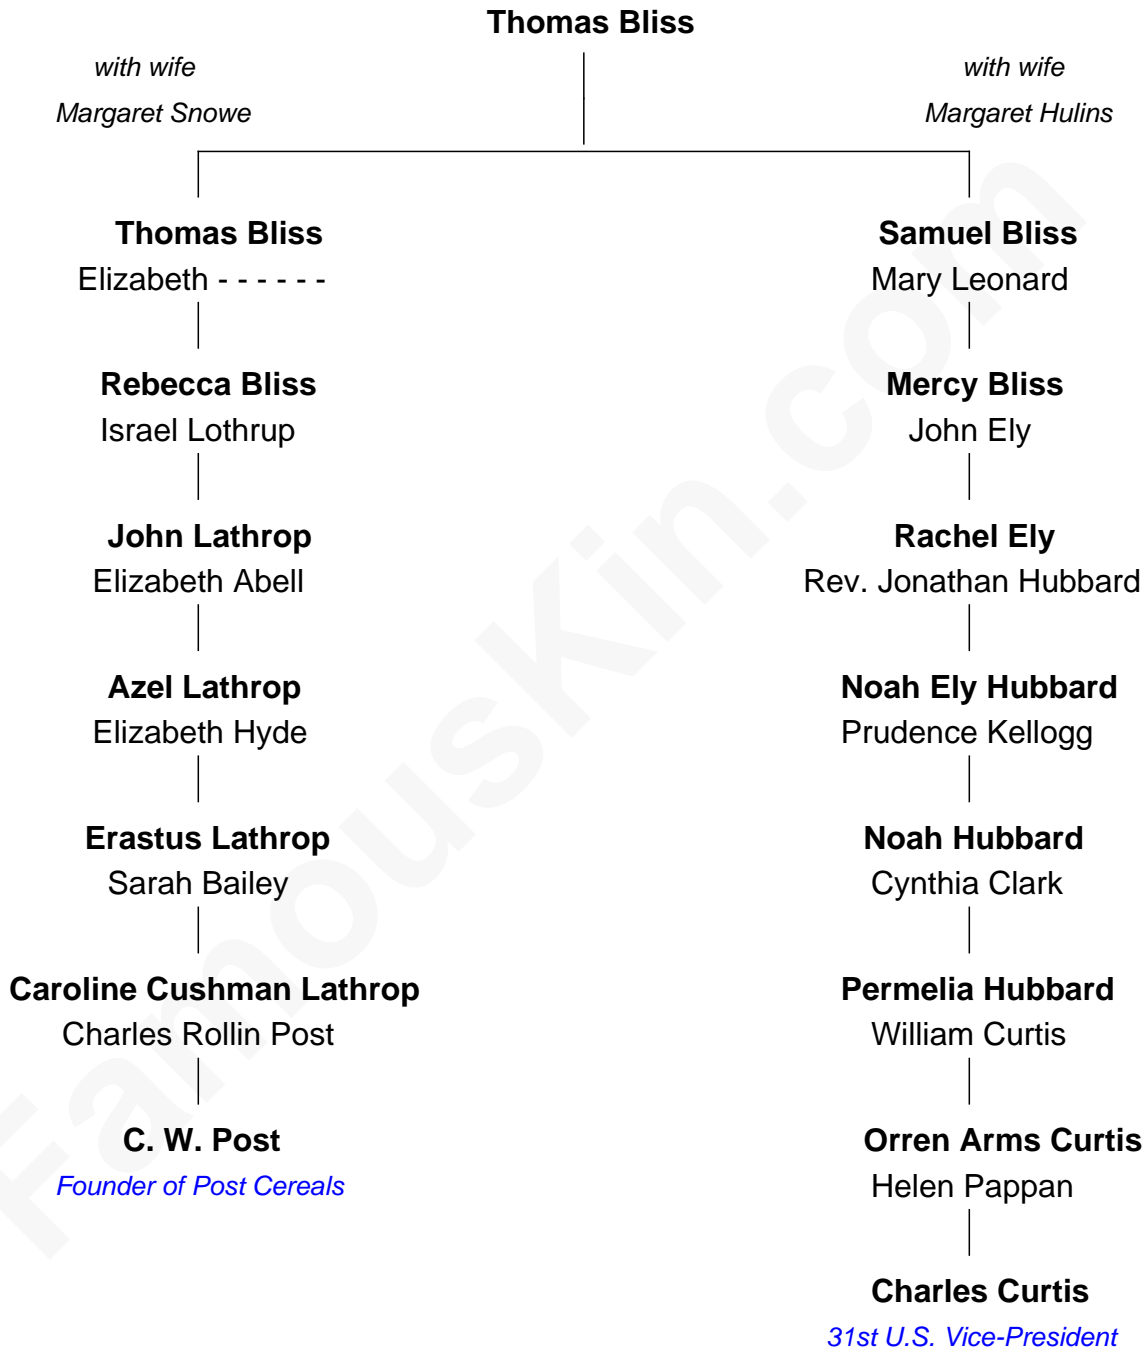 Thomas Bliss
with wife
Margaret Snowe
with wife
Margaret Hulins
Thomas Bliss
Elizabeth - - - - - -
Samuel Bliss
Mary Leonard
Rebecca Bliss
Israel Lothrup
Mercy Bliss
John Ely
John Lathrop
Elizabeth Abell
Rachel Ely
Rev. Jonathan Hubbard
Azel Lathrop
Elizabeth Hyde
Noah Ely Hubbard
Prudence Kellogg
Erastus Lathrop
Sarah Bailey
Noah Hubbard
Cynthia Clark
Caroline Cushman Lathrop
Charles Rollin Post
Permelia Hubbard
William Curtis
C. W. Post
Founder of Post Cereals
Orren Arms Curtis
Helen Pappan
Charles Curtis
31st U.S. Vice-President
FamousKin.com